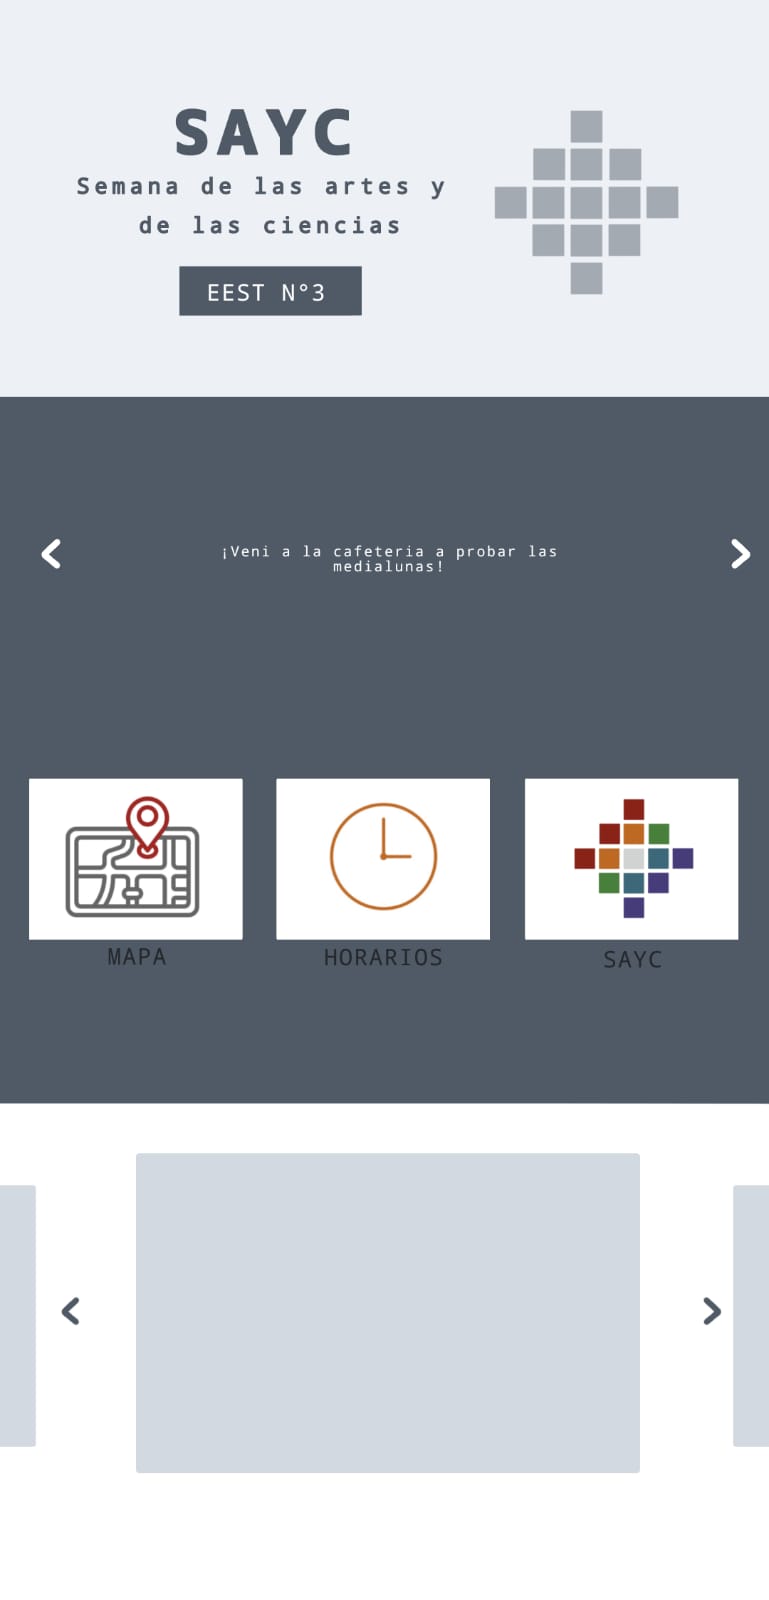 SAYC
Semana de las artes y
de las ciencias
EEST N°3
¡Veni a la cafeteria a probar las
medialunas!
MAPA
HORARIOS
SAYC